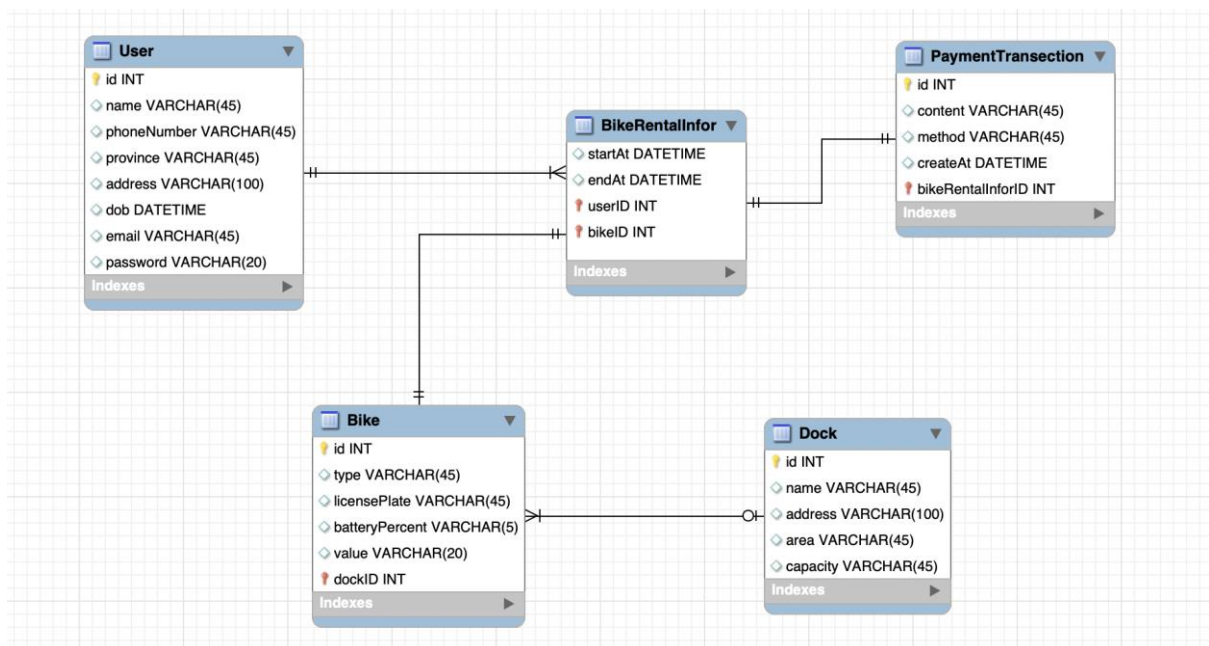 User
id INT
name VARCHAR(45)
phoneNumber VARCHAR(45)
province VARCHAR(45)
address VARCHAR(100)
dob DATETIME
email VARCHAR(45)
password VARCHAR(20)
Indexes
BikeRentalInfor
startAt DATETIME
endAt DATETIME
userID INT
bikeID INT
Indexes
PaymentTransection
id INT
content VARCHAR(45)
method VARCHAR(45)
createAt DATETIME
bikeRentalInforID INT
Indexes
Bike
id INT
type VARCHAR(45)
licensePlate VARCHAR(45)
batteryPercent VARCHAR(5)
value VARCHAR(20)
dockID INT
Indexes
Dock
id INT
name VARCHAR(45)
address VARCHAR(100)
area VARCHAR(45)
capacity VARCHAR(45)
Indexes